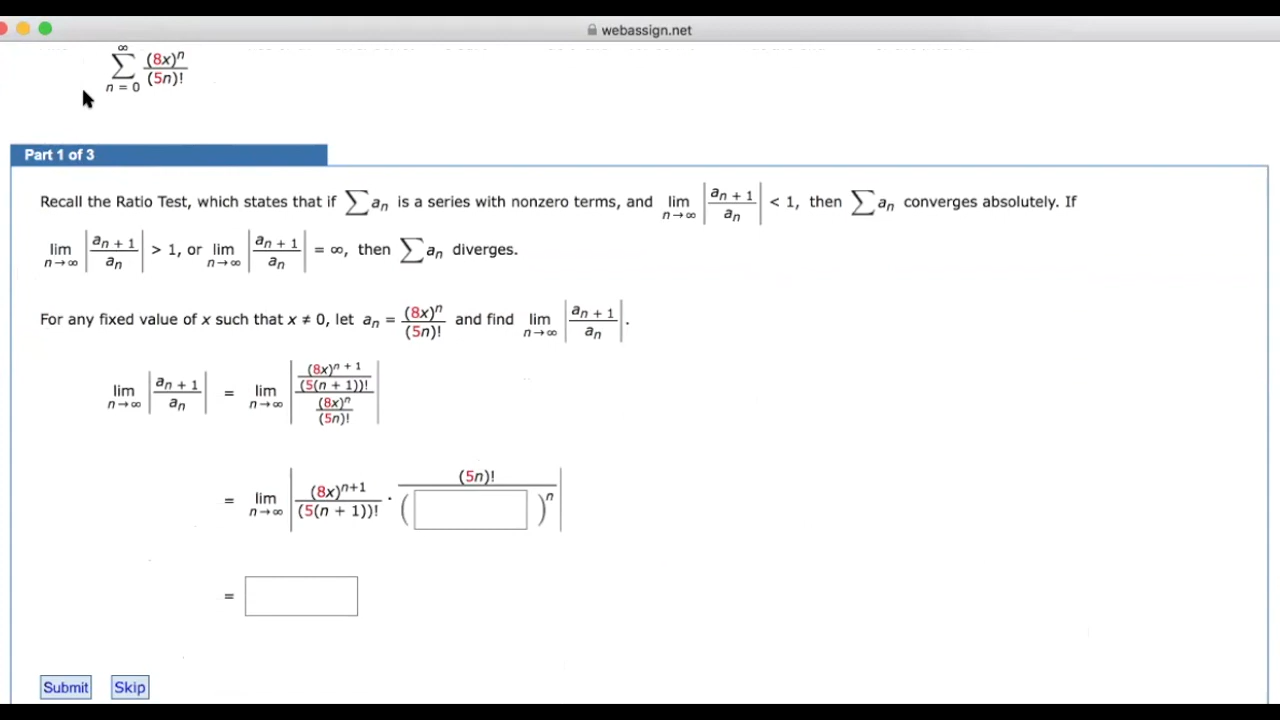 webassign.net
∞
∑ (8x)^n / (5n)!
n = 0
Part 1 of 3
Recall the Ratio Test, which states that if ∑ a_n is a series with nonzero terms, and lim n→∞ |a_{n + 1} / a_n| < 1, then ∑ a_n converges absolutely. If
lim n→∞ |a_{n + 1} / a_n| > 1, or lim n→∞ |a_{n + 1} / a_n| = ∞, then ∑ a_n diverges.
For any fixed value of x such that x ≠ 0, let a_n = (8x)^n / (5n)! and find lim n→∞ |a_{n + 1} / a_n|.
lim n→∞ |a_{n + 1} / a_n| = lim n→∞ |((8x)^{n + 1} / (5(n + 1))!) / ((8x)^n / (5n)!)|
= lim n→∞ |(8x)^{n+1} / (5(n + 1))! · (5n)! / ( )^n|
=
Submit Skip